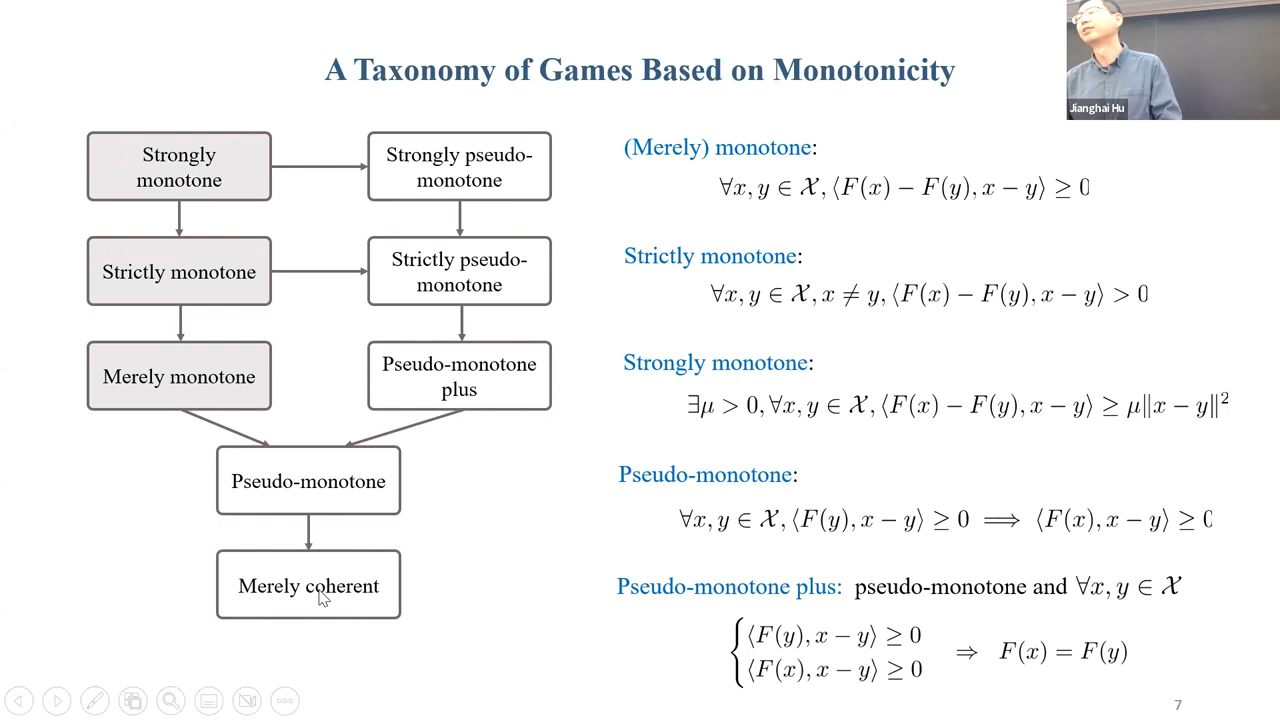 A Taxonomy of Games Based on Monotonicity
Jianghai Hu
Strongly
monotone
Strongly pseudo-
monotone
Strictly monotone
Strictly pseudo-
monotone
Merely monotone
Pseudo-monotone
plus
Pseudo-monotone
Merely coherent
(Merely) monotone:
∀x, y ∈ 𝒳, ⟨F(x) − F(y), x − y⟩ ≥ 0
Strictly monotone:
∀x, y ∈ 𝒳, x ≠ y, ⟨F(x) − F(y), x − y⟩ > 0
Strongly monotone:
∃μ > 0, ∀x, y ∈ 𝒳, ⟨F(x) − F(y), x − y⟩ ≥ μ‖x − y‖²
Pseudo-monotone:
∀x, y ∈ 𝒳, ⟨F(y), x − y⟩ ≥ 0 ⟹ ⟨F(x), x − y⟩ ≥ 0
Pseudo-monotone plus: pseudo-monotone and ∀x, y ∈ 𝒳
⟨F(y), x − y⟩ ≥ 0
⟨F(x), x − y⟩ ≥ 0
⇒ F(x) = F(y)
7